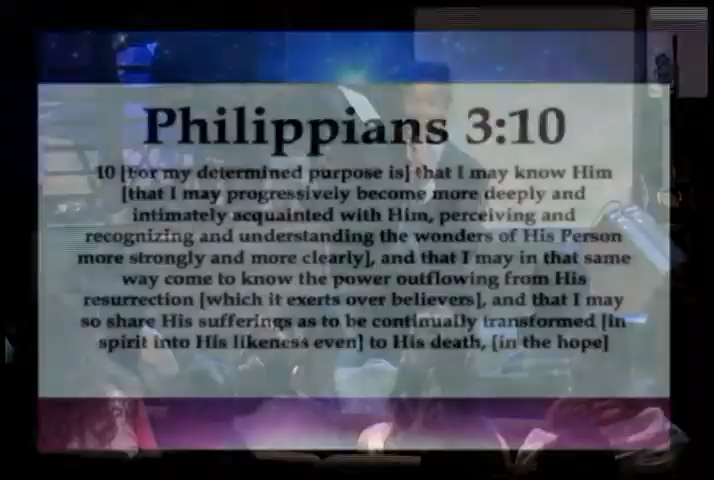 Philippians 3:10
10 [For my determined purpose is] that I may know Him
[that I may progressively become more deeply and
intimately acquainted with Him, perceiving and
recognizing and understanding the wonders of His Person
more strongly and more clearly], and that I may in that same
way come to know the power outflowing from His
resurrection [which it exerts over believers], and that I may
so share His sufferings as to be continually transformed [in
spirit into His likeness even] to His death, [in the hope]